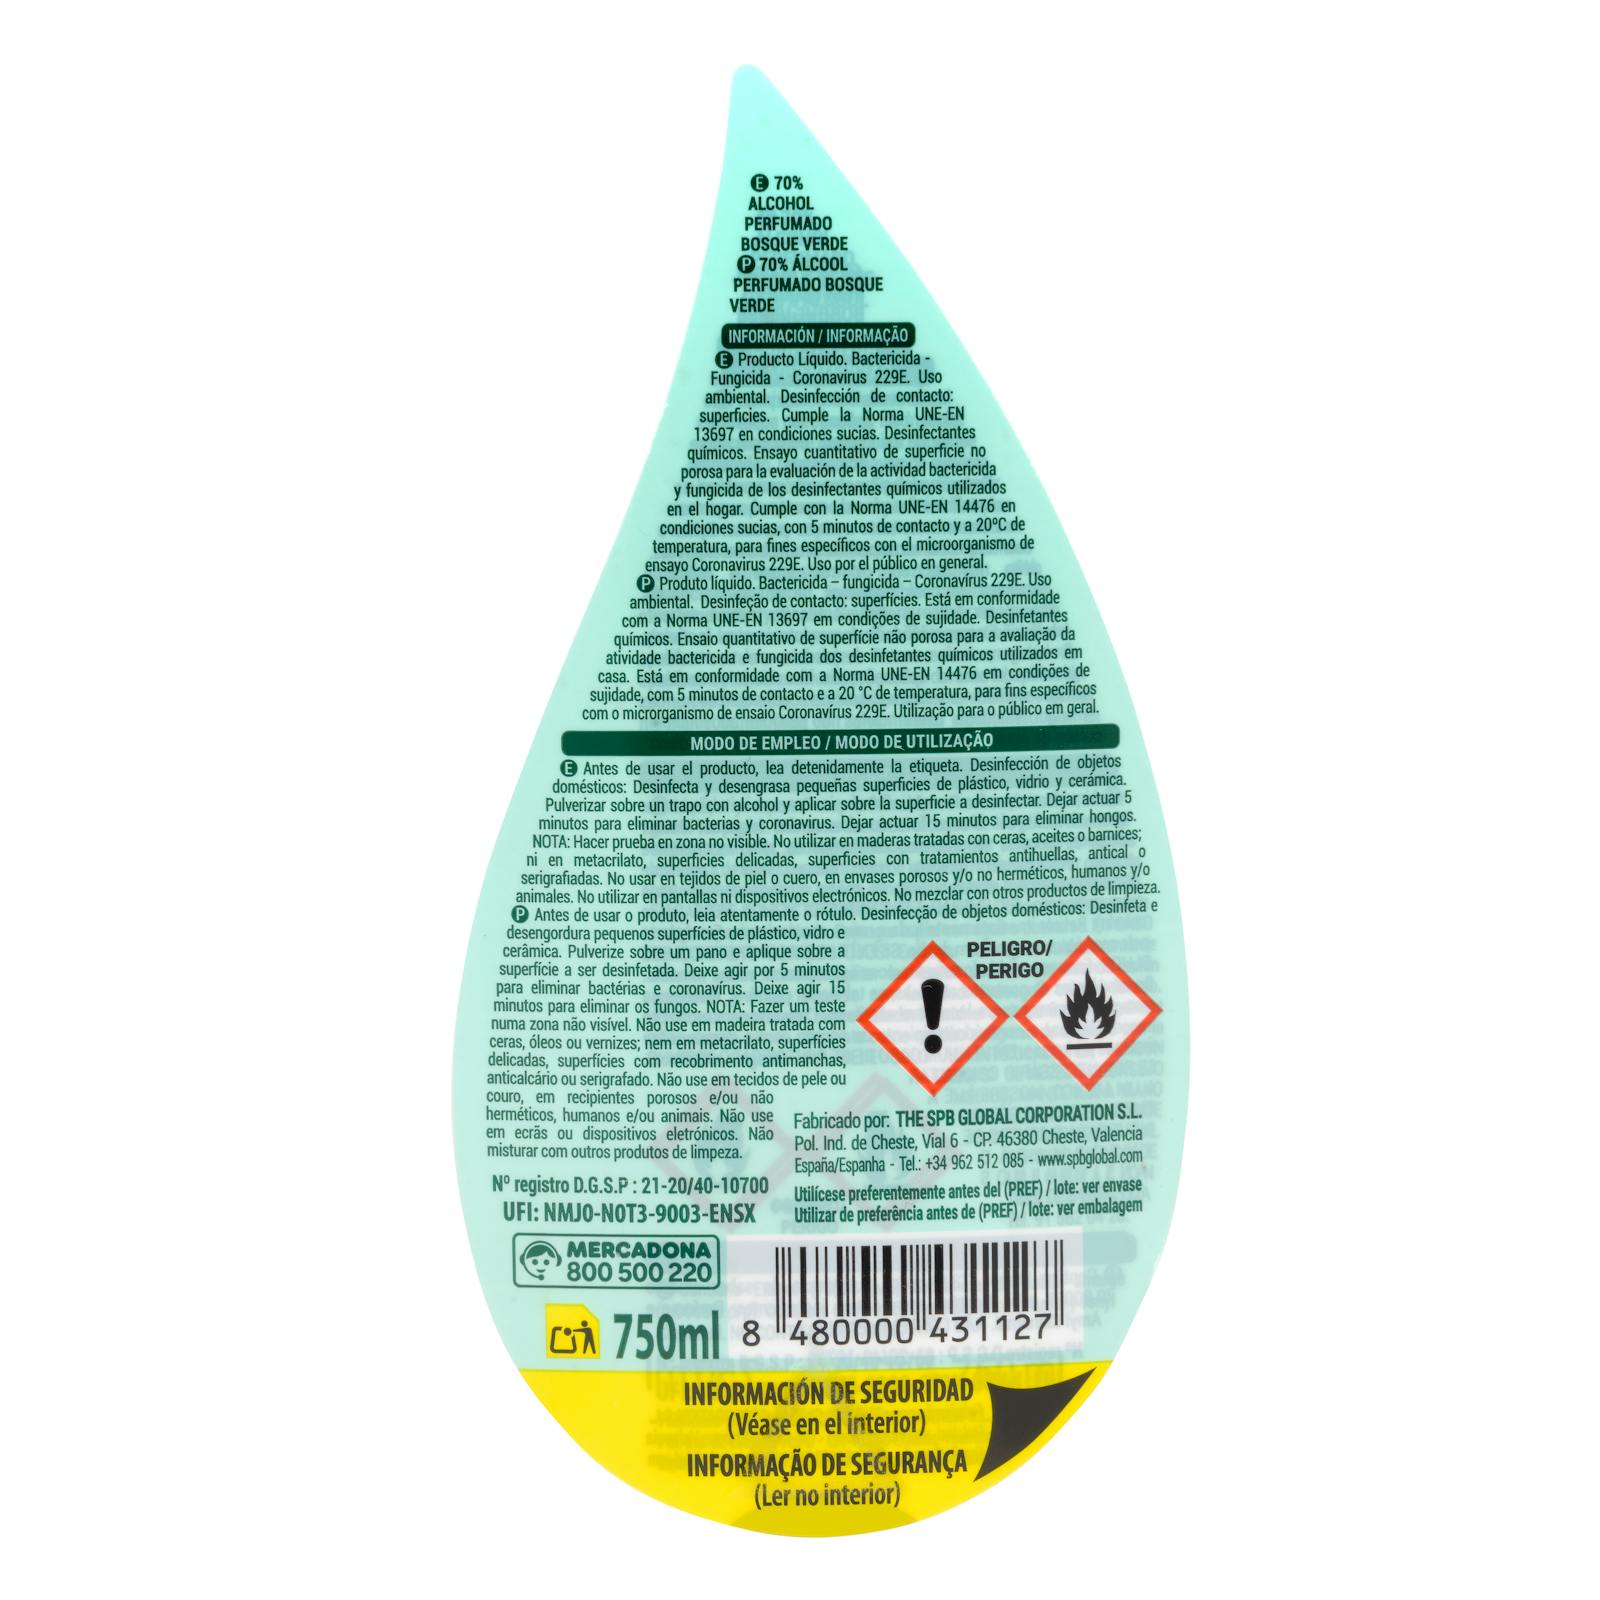 E 70%
ALCOHOL
PERFUMADO
BOSQUE VERDE
P 70% ÁLCOOL
PERFUMADO BOSQUE
VERDE
INFORMACIÓN / INFORMAÇÃO
E Producto Líquido. Bactericida -
Fungicida - Coronavirus 229E. Uso
ambiental. Desinfección de contacto:
superficies. Cumple la Norma UNE-EN
13697 en condiciones sucias. Desinfectantes
químicos. Ensayo cuantitativo de superficie no
porosa para la evaluación de la actividad bactericida
y fungicida de los desinfectantes químicos utilizados
en el hogar. Cumple con la Norma UNE-EN 14476 en
condiciones sucias, con 5 minutos de contacto y a 20ºC de
temperatura, para fines específicos con el microorganismo de
ensayo Coronavirus 229E. Uso por el público en general.
P Produto líquido. Bactericida – fungicida – Coronavírus 229E. Uso
ambiental. Desinfeção de contacto: superfícies. Está em conformidade
com a Norma UNE-EN 13697 em condições de sujidade. Desinfetantes
químicos. Ensaio quantitativo de superfície não porosa para a avaliação da
atividade bactericida e fungicida dos desinfetantes químicos utilizados em
casa. Está em conformidade com a Norma UNE-EN 14476 em condições de
sujidade, com 5 minutos de contacto e a 20 °C de temperatura, para fins específicos
com o microrganismo de ensaio Coronavírus 229E. Utilização para o público em geral.
MODO DE EMPLEO / MODO DE UTILIZAÇÃO
E Antes de usar el producto, lea detenidamente la etiqueta. Desinfección de objetos
domésticos: Desinfecta y desengrasa pequeñas superficies de plástico, vidrio y cerámica.
Pulverizar sobre un trapo con alcohol y aplicar sobre la superficie a desinfectar. Dejar actuar 5
minutos para eliminar bacterias y coronavirus. Dejar actuar 15 minutos para eliminar hongos.
NOTA: Hacer prueba en zona no visible. No utilizar en maderas tratadas con ceras, aceites o barnices;
ni en metacrilato, superficies delicadas, superficies con tratamientos antihuellas, antical o
serigrafiadas. No usar en tejidos de piel o cuero, en envases porosos y/o no herméticos, humanos y/o
animales. No utilizar en pantallas ni dispositivos electrónicos. No mezclar con otros productos de limpieza.
P Antes de usar o produto, leia atentamente o rótulo. Desinfecção de objetos domésticos: Desinfeta e
desengordura pequenos superfícies de plástico, vidro e
cerâmica. Pulverize sobre um pano e aplique sobre a
superfície a ser desinfetada. Deixe agir por 5 minutos
para eliminar bactérias e coronavírus. Deixe agir 15
minutos para eliminar os fungos. NOTA: Fazer um teste
numa zona não visível. Não use em madeira tratada com
ceras, óleos ou vernizes; nem em metacrilato, superfícies
delicadas, superfícies com recobrimento antimanchas,
anticalcário ou serigrafado. Não use em tecidos de pele ou
couro, em recipientes porosos e/ou não
herméticos, humanos e/ou animais. Não use
em ecrãs ou dispositivos eletrónicos. Não
misturar com outros produtos de limpeza.
PELIGRO/
PERIGO
Fabricado por: THE SPB GLOBAL CORPORATION S.L.
Pol. Ind. de Cheste, Vial 6 - CP. 46380 Cheste, Valencia
España/Espanha - Tel.: +34 962 512 085 - www.spbglobal.com
Utilícese preferentemente antes del (PREF) / lote: ver envase
Utilizar de preferência antes de (PREF) / lote: ver embalagem
Nº registro D.G.S.P : 21-20/40-10700
UFI: NMJ0-N0T3-9003-ENSX
MERCADONA
800 500 220
750ml
8 480000 431127
INFORMACIÓN DE SEGURIDAD
(Véase en el interior)
INFORMAÇÃO DE SEGURANÇA
(Ler no interior)